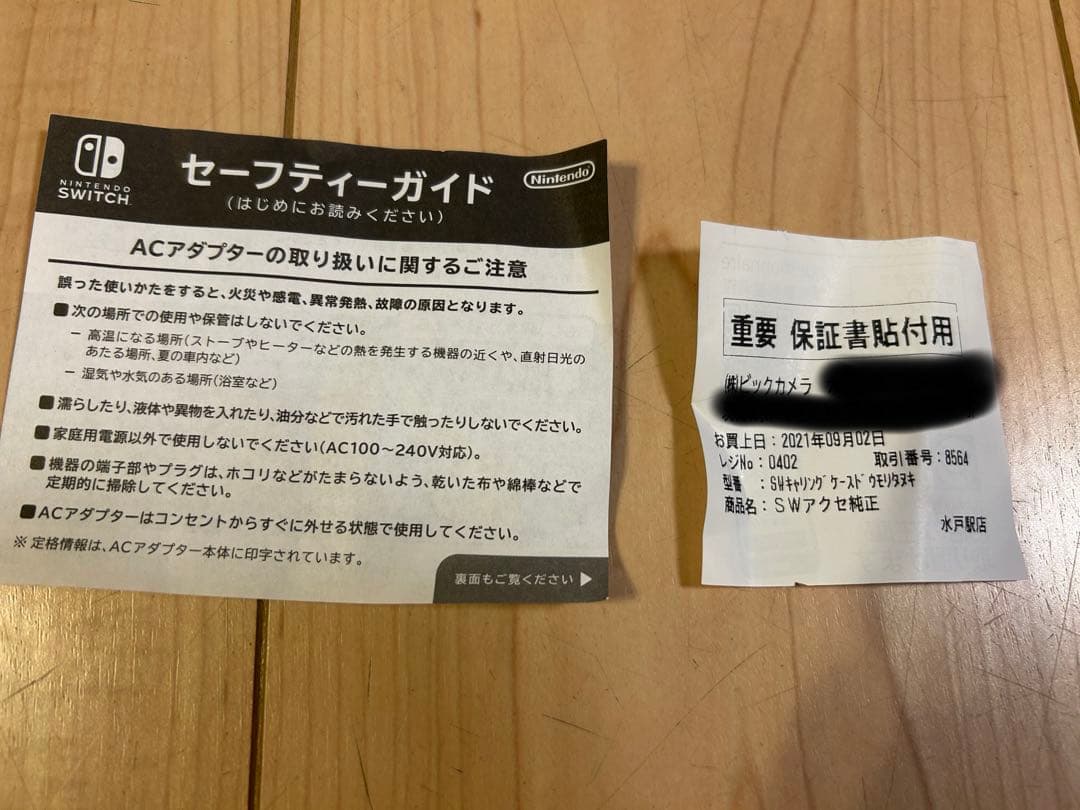 NINTENDO
SWITCH
セーフティーガイド
Nintendo
(はじめにお読みください)
ACアダプターの取り扱いに関するご注意
誤った使いかたをすると、火災や感電、異常発熱、故障の原因となります。
■次の場所での使用や保管はしないでください。
− 高温になる場所(ストーブやヒーターなどの熱を発生する機器の近くや、直射日光の
あたる場所、夏の車内など)
− 湿気や水気のある場所(浴室など)
■濡らしたり、液体や異物を入れたり、油分などで汚れた手で触ったりしないでください。
■家庭用電源以外で使用しないでください(AC100～240V対応)。
■機器の端子部やプラグは、ホコリなどがたまらないよう、乾いた布や綿棒などで
定期的に掃除してください。
■ACアダプターはコンセントからすぐに外せる状態で使用してください。
※ 定格情報は、ACアダプター本体に印字されています。
裏面もご覧ください ▶
重要 保証書貼付用
㈱ビックカメラ
お買上日：2021年09月02日
レジNo：0402 取引番号：8564
型番 ：SWｷｬﾘﾝｸﾞｹｰｽﾄﾞｳﾓﾘﾀﾇｷ
商品名：SWアクセ純正
水戸駅店